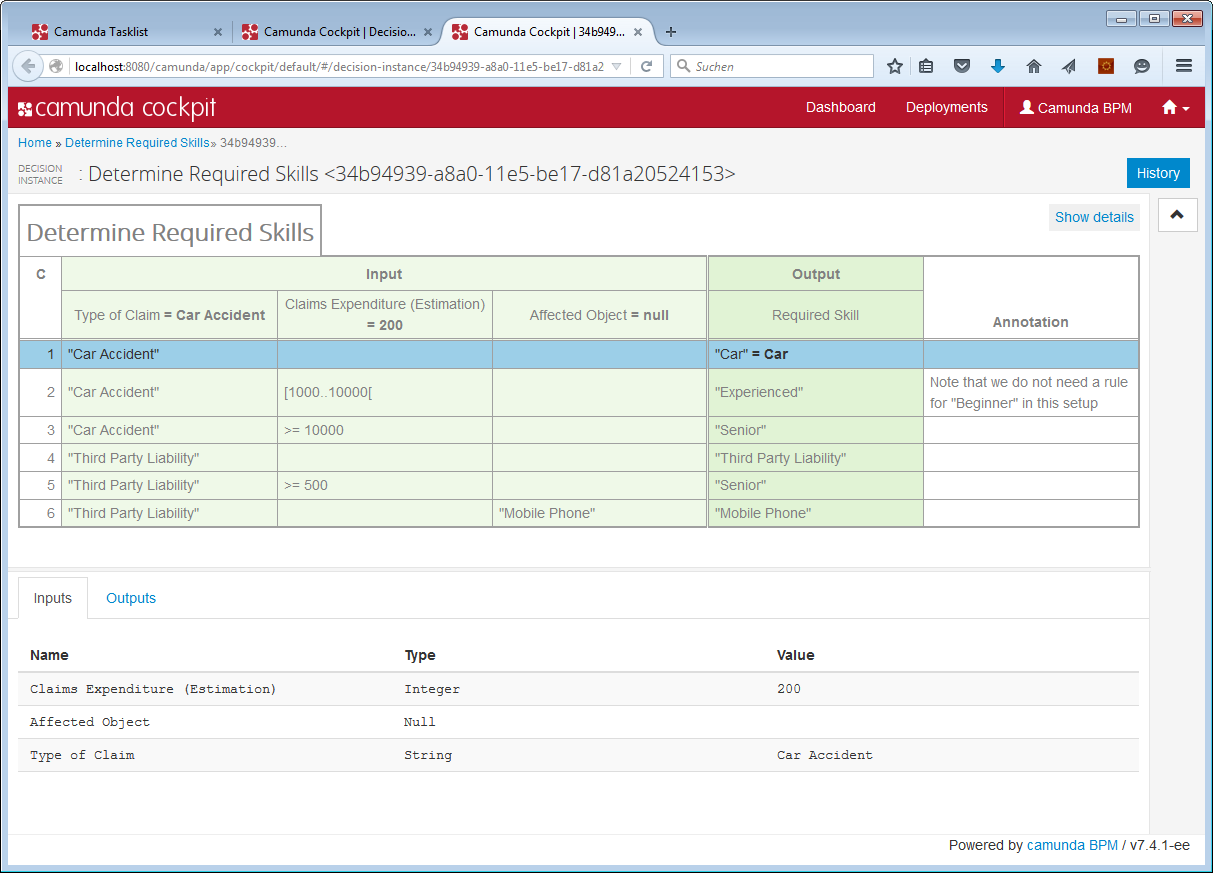 Camunda Tasklist
Camunda Cockpit | Decisio...
Camunda Cockpit | 34b949...
localhost:8080/camunda/app/cockpit/default/#/decision-instance/34b94939-a8a0-11e5-be17-d81a2
Suchen
camunda cockpit
Dashboard
Deployments
Camunda BPM
Home » Determine Required Skills» 34b94939...
DECISION INSTANCE : Determine Required Skills <34b94939-a8a0-11e5-be17-d81a20524153>
History
Determine Required Skills
Show details
C Input Output
Type of Claim = Car Accident
Claims Expenditure (Estimation)
= 200
Affected Object = null
Required Skill
Annotation
1 "Car Accident" "Car" = Car
2 "Car Accident" [1000..10000[ "Experienced" Note that we do not need a rule
for "Beginner" in this setup
3 "Car Accident" >= 10000 "Senior"
4 "Third Party Liability" "Third Party Liability"
5 "Third Party Liability" >= 500 "Senior"
6 "Third Party Liability" "Mobile Phone" "Mobile Phone"
Inputs Outputs
Name Type Value
Claims Expenditure (Estimation) Integer 200
Affected Object Null
Type of Claim String Car Accident
Powered by camunda BPM / v7.4.1-ee